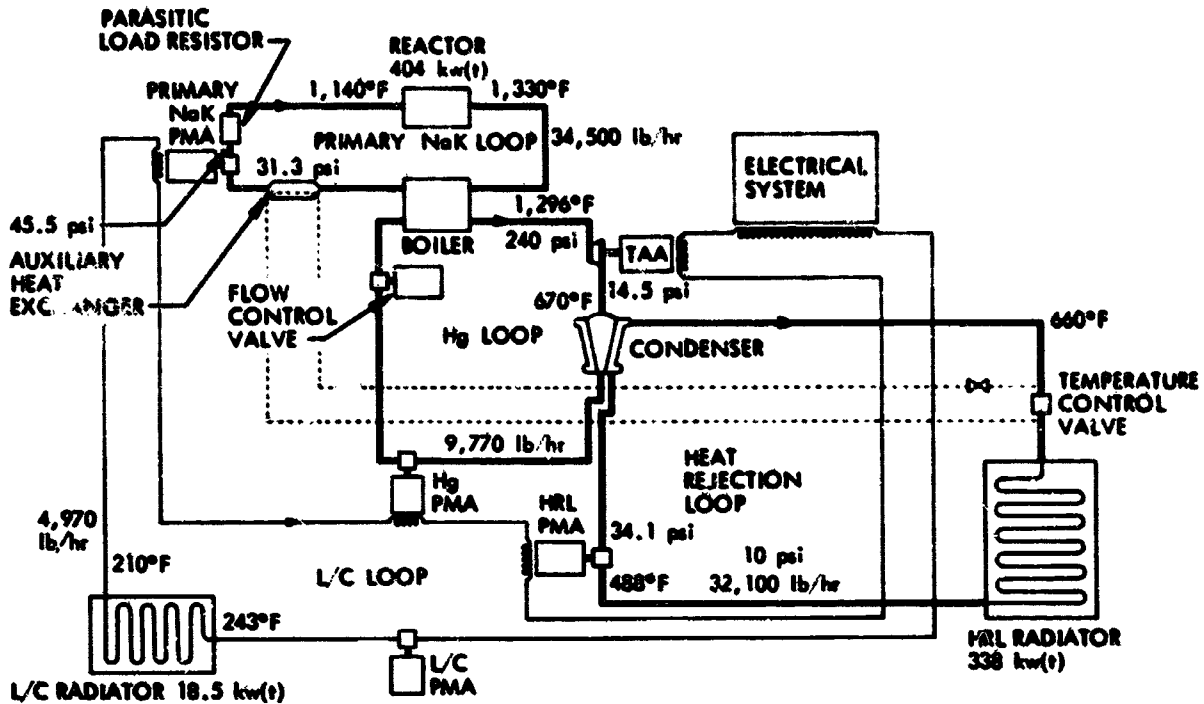 PARASITIC
LOAD RESISTOR
REACTOR
404 kw(t)
PRIMARY
NaK
PMA
1,140°F
1,330°F
PRIMARY NaK LOOP
34,500 lb/hr
31.3 psi
ELECTRICAL
SYSTEM
45.5 psi
1,296°F
240 psi
BOILER
TAA
AUXILIARY
HEAT
FLOW
CONTROL
VALVE
14.5 psi
670°F
Hg LOOP
CONDENSER
660°F
TEMPERATURE
CONTROL
VALVE
9,770 lb/hr
HEAT
REJECTION
LOOP
Hg
PMA
HRL
PMA
4,970
lb/hr
34.1 psi
10 psi
210°F
L/C LOOP
488°F
32,100 lb/hr
243°F
HRL RADIATOR
338 kw(t)
L/C
PMA
L/C RADIATOR 18.5 kw(t)